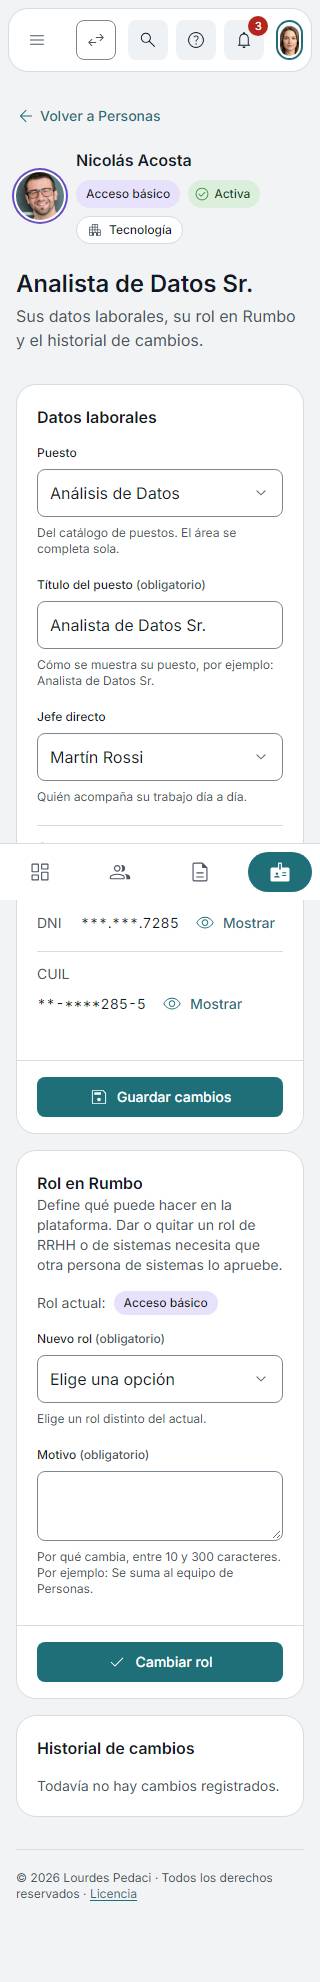 3
Volver a Personas
Nicolás Acosta
Acceso básico
Activa
Tecnología
Analista de Datos Sr.
Sus datos laborales, su rol en Rumbo
y el historial de cambios.
Datos laborales
Puesto
Análisis de Datos
Del catálogo de puestos. El área se
completa sola.
Título del puesto (obligatorio)
Analista de Datos Sr.
Cómo se muestra su puesto, por ejemplo:
Analista de Datos Sr.
Jefe directo
Martín Rossi
Quién acompaña su trabajo día a día.
DNI ***.***.7285 Mostrar
CUIL
**-****285-5 Mostrar
Guardar cambios
Rol en Rumbo
Define qué puede hacer en la
plataforma. Dar o quitar un rol de
RRHH o de sistemas necesita que
otra persona de sistemas lo apruebe.
Rol actual: Acceso básico
Nuevo rol (obligatorio)
Elige una opción
Elige un rol distinto del actual.
Motivo (obligatorio)
Por qué cambia, entre 10 y 300 caracteres.
Por ejemplo: Se suma al equipo de
Personas.
Cambiar rol
Historial de cambios
Todavía no hay cambios registrados.
© 2026 Lourdes Pedaci · Todos los derechos
reservados · Licencia